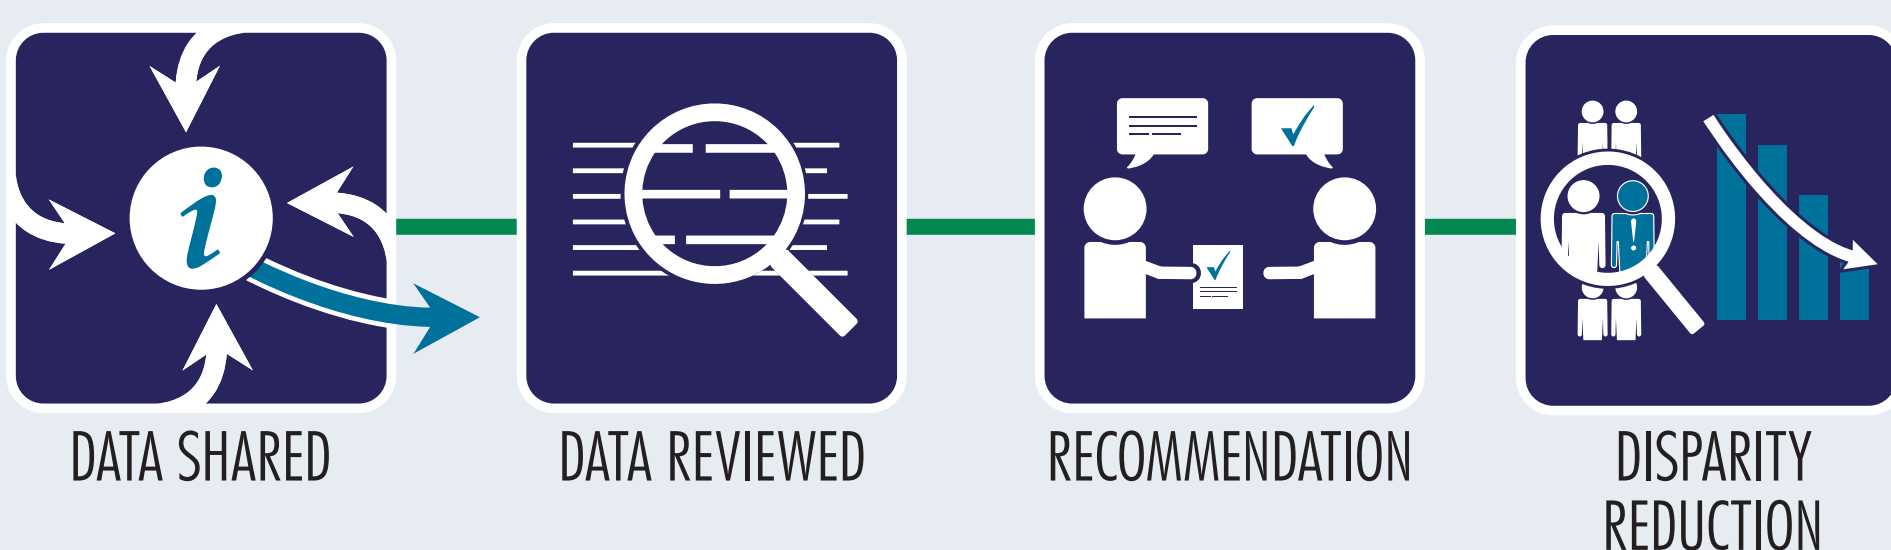 i
DATA SHARED
DATA REVIEWED
RECOMMENDATION
DISPARITY
REDUCTION